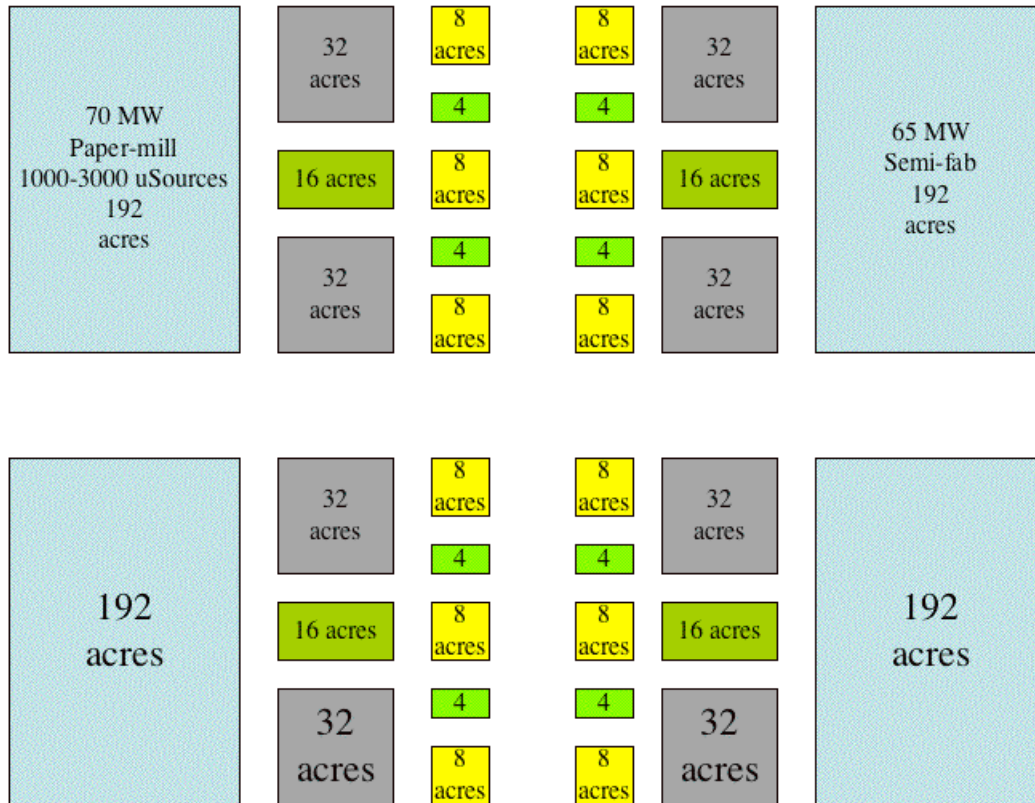 70 MW
Paper-mill
1000-3000 uSources
192
acres
32
acres
16 acres
32
acres
8
acres
4
8
acres
4
8
acres
8
acres
4
8
acres
4
8
acres
32
acres
16 acres
32
acres
65 MW
Semi-fab
192
acres
192
acres
32
acres
16 acres
32
acres
8
acres
4
8
acres
4
8
acres
8
acres
4
8
acres
4
8
acres
32
acres
16 acres
32
acres
192
acres